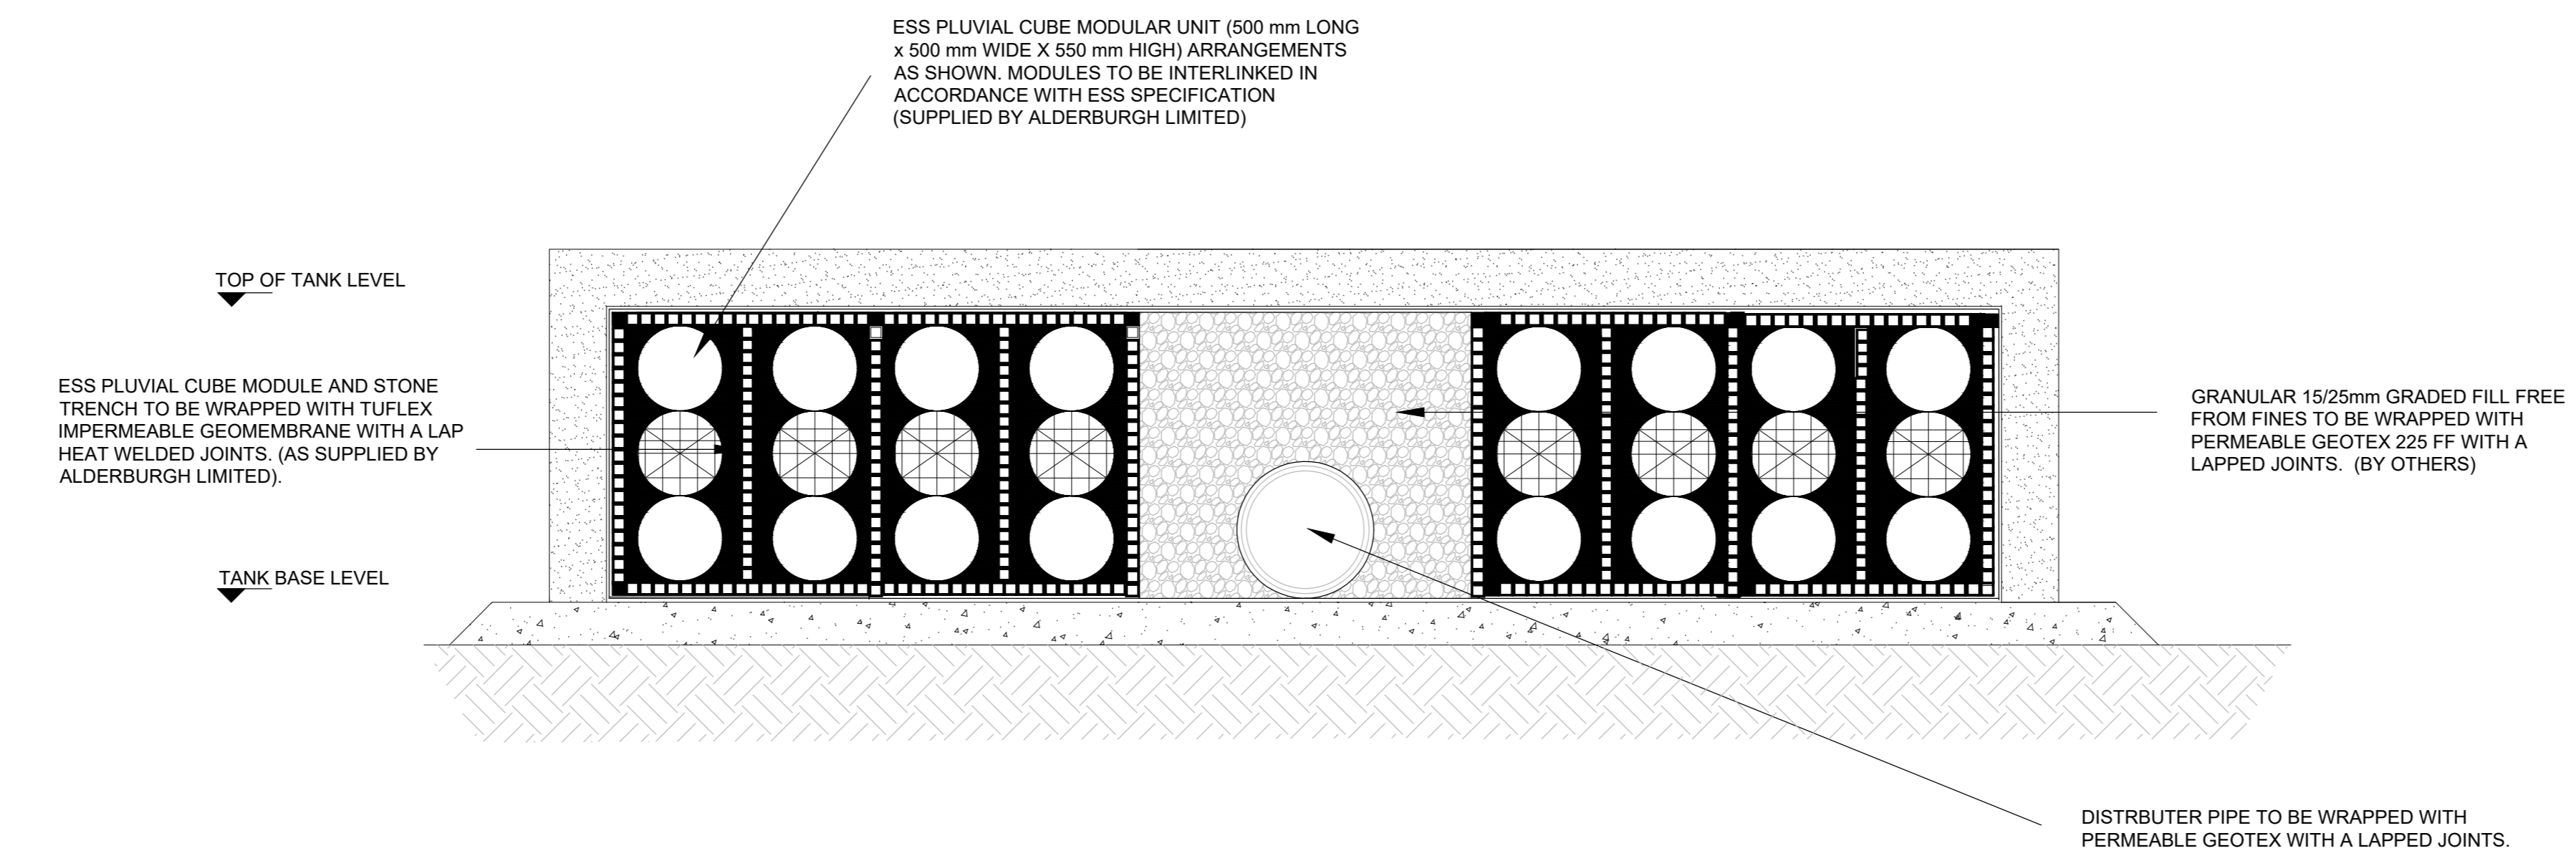 ESS PLUVIAL CUBE MODULAR UNIT (500 mm LONG
x 500 mm WIDE X 550 mm HIGH) ARRANGEMENTS
AS SHOWN. MODULES TO BE INTERLINKED IN
ACCORDANCE WITH ESS SPECIFICATION
(SUPPLIED BY ALDERBURGH LIMITED)
TOP OF TANK LEVEL
ESS PLUVIAL CUBE MODULE AND STONE
TRENCH TO BE WRAPPED WITH TUFLEX
IMPERMEABLE GEOMEMBRANE WITH A LAP
HEAT WELDED JOINTS. (AS SUPPLIED BY
ALDERBURGH LIMITED).
TANK BASE LEVEL
GRANULAR 15/25mm GRADED FILL FREE
FROM FINES TO BE WRAPPED WITH
PERMEABLE GEOTEX 225 FF WITH A
LAPPED JOINTS. (BY OTHERS)
DISTRBUTER PIPE TO BE WRAPPED WITH
PERMEABLE GEOTEX WITH A LAPPED JOINTS.